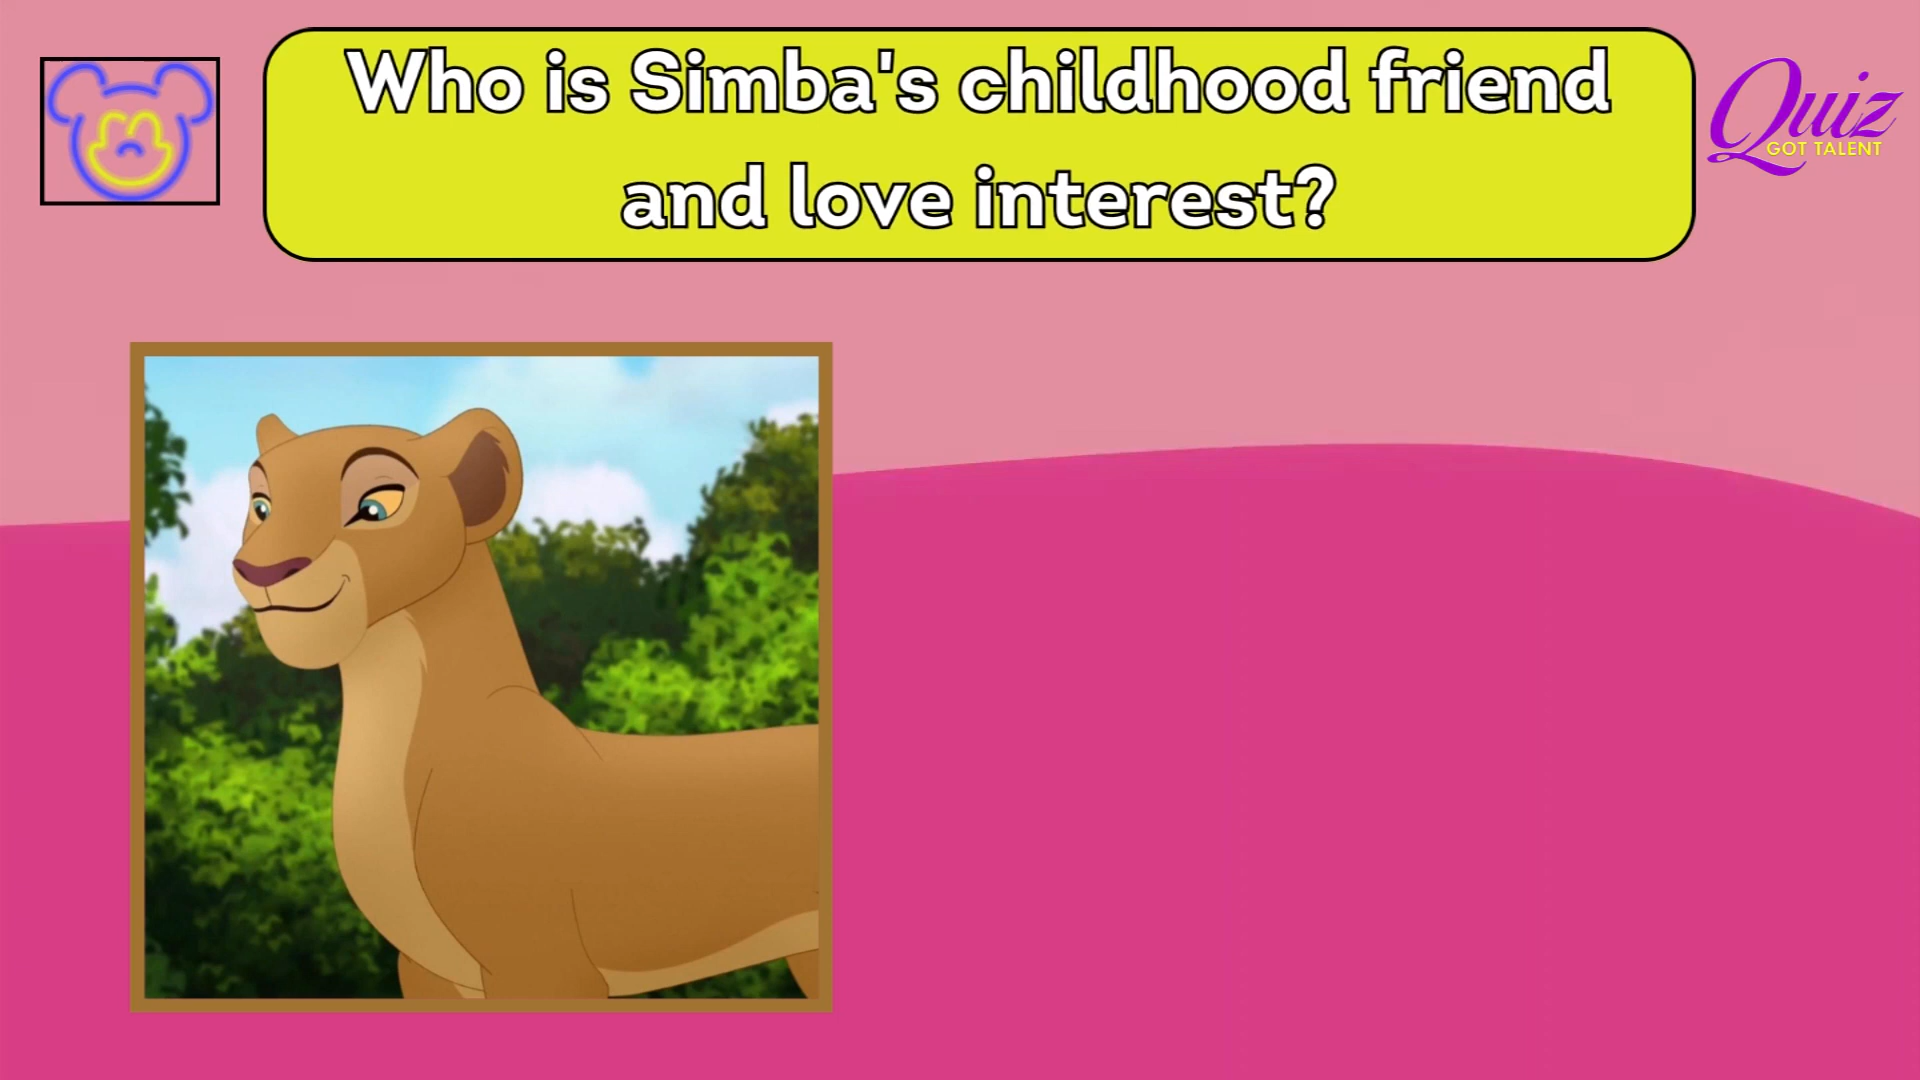 Who is Simba's childhood friend
and love interest?
Quiz
GOT TALENT